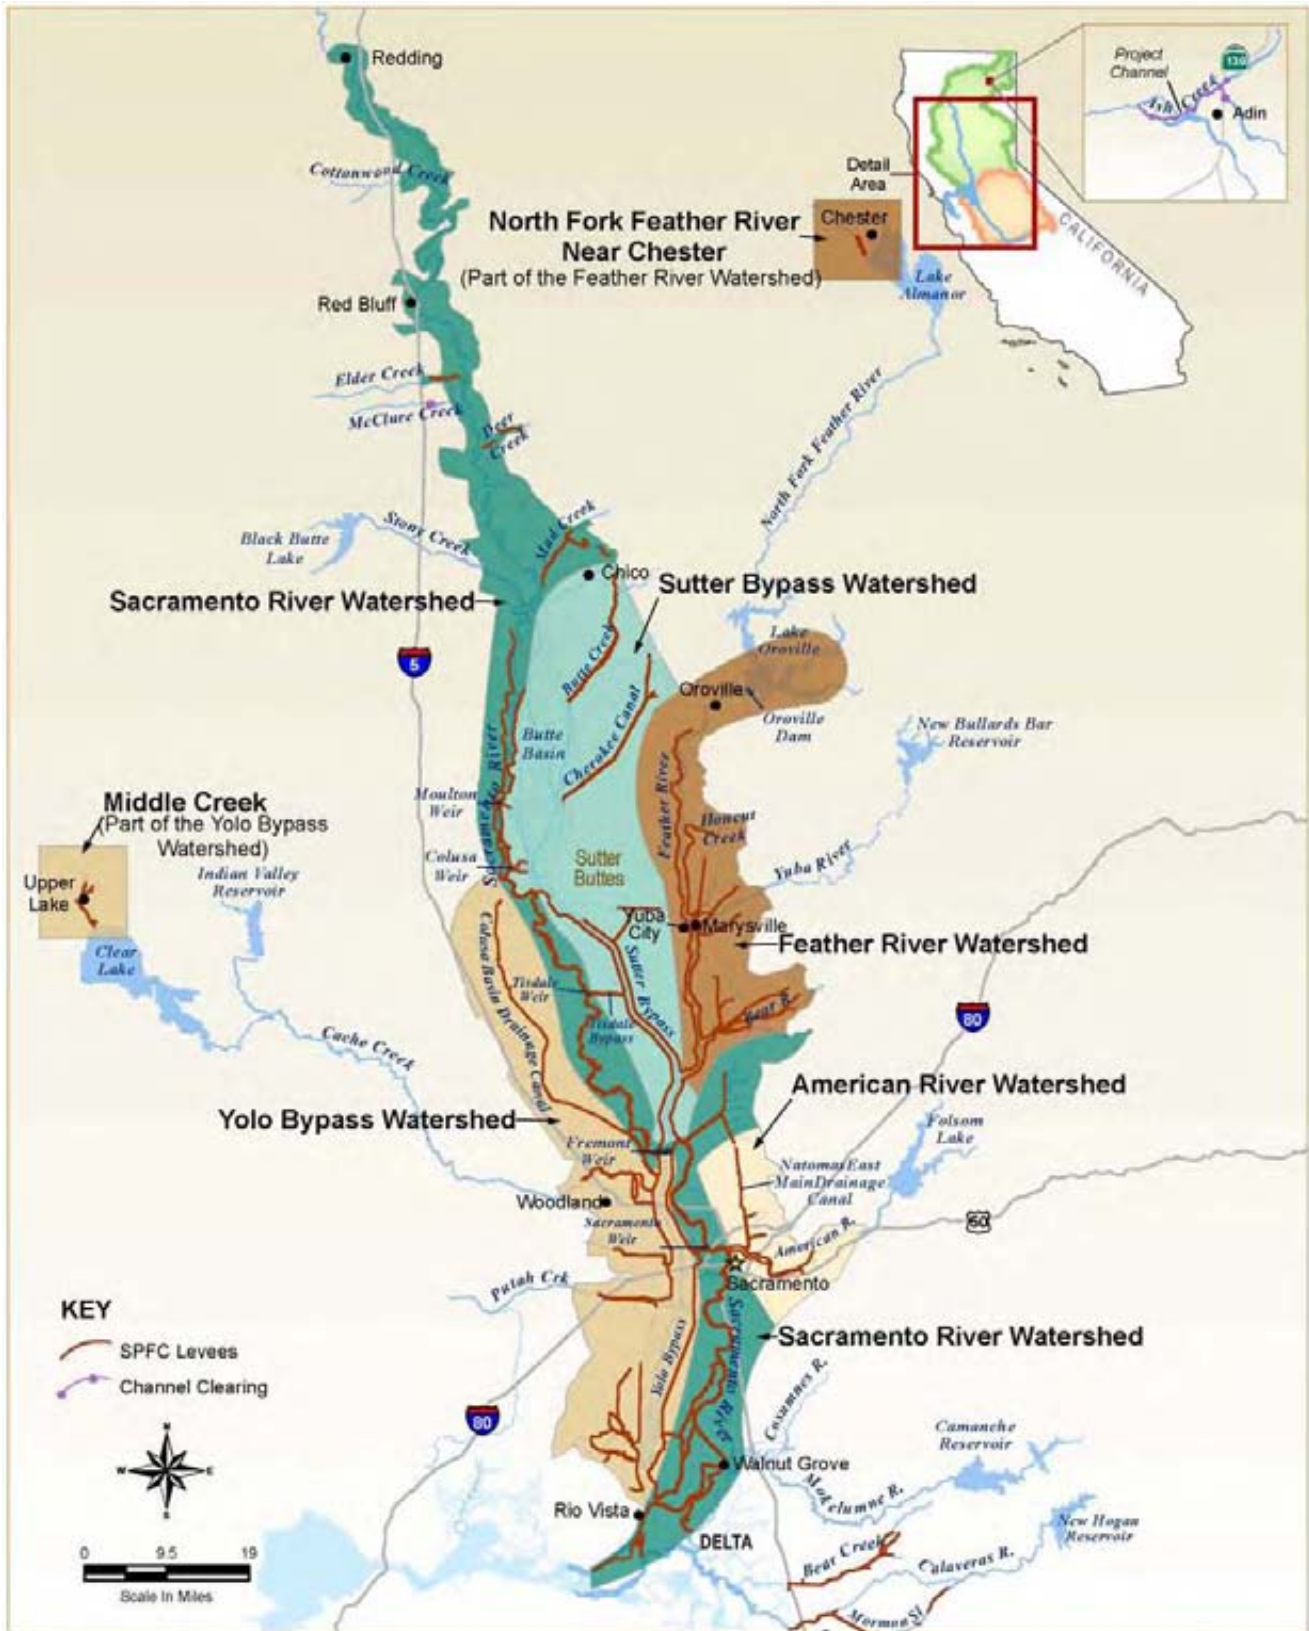 Redding
Project
Channel
139
Ash Creek
Adin
Cottonwood Creek
Detail
Area
CALIFORNIA
North Fork Feather River
Near Chester
(Part of the Feather River Watershed)
Chester
Lake
Almanor
Red Bluff
Elder Creek
McClure Creek
Deer
Creek
North Fork Feather River
Black Butte
Lake
Stony Creek
Mud Creek
Chico
Sutter Bypass Watershed
Sacramento River Watershed
5
Butte Creek
Lake
Oroville
Oroville
Oroville
Dam
Cherokee Canal
Butte
Basin
Sacramento River
Feather River
New Bullards Bar
Reservoir
Moulton
Weir
Middle Creek
(Part of the Yolo Bypass
Watershed)
Honcut
Creek
Colusa
Weir
Sutter
Buttes
Yuba River
Upper
Lake
Indian Valley
Reservoir
Clear
Lake
Yuba
City
Marysville
Feather River Watershed
Colusa Basin Drainage Canal
Sutter Bypass
Tisdale
Weir
Tisdale
Bypass
Bear R.
80
Cache Creek
American River Watershed
Yolo Bypass Watershed
Fremont
Weir
Folsom
Lake
Natomas East
Main Drainage
Canal
Woodland
Sacramento
Weir
50
American R.
Sacramento
Putah Crk
KEY
SPFC Levees
Channel Clearing
Sacramento River Watershed
Yolo Bypass
Sacramento River
Cosumnes R.
80
N
W
E
S
Camanche
Reservoir
Walnut Grove
Mokelumne R.
Rio Vista
New Hogan
Reservoir
DELTA
Bear Creek
Calaveras R.
0 9.5 19
Scale In Miles
Mormon Sl